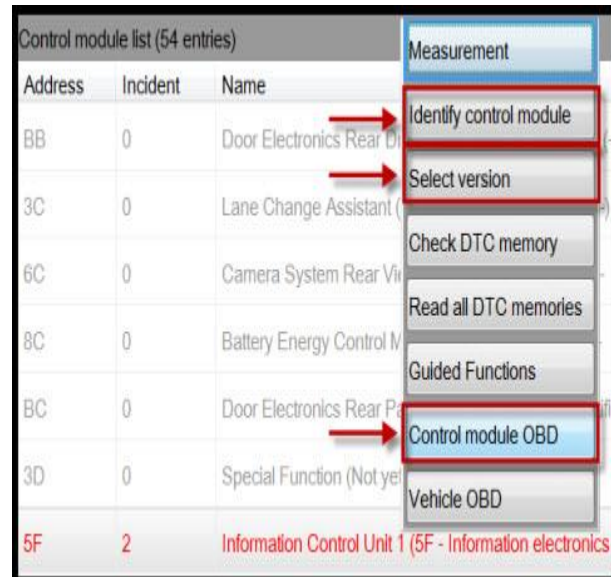 Control module list (54 entries)
Address Incident Name
BB 0 Door Electronics Rear
3C 0 Lane Change Assistant (
6C 0 Camera System Rear
8C 0 Battery Energy Control
BC 0 Door Electronics Rear
3D 0 Special Function (Not
5F 2 Information Control Unit 1 (5F - Information electronics
Measurement
Identify control module
Select version
Check DTC memory
Read all DTC memories
Guided Functions
Control module OBD
Vehicle OBD